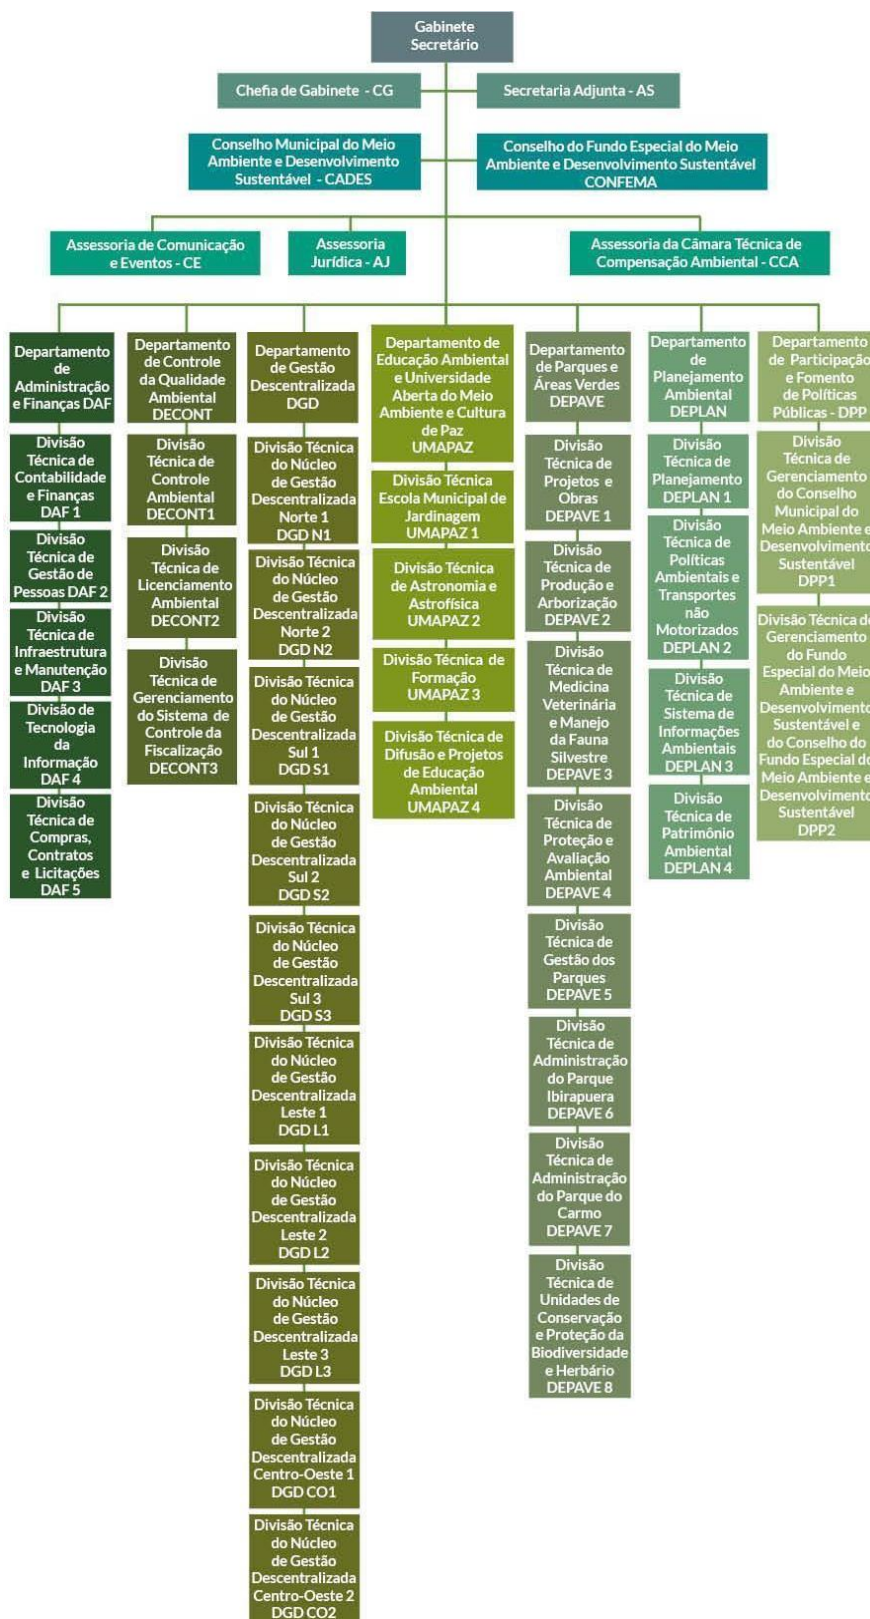 Gabinete
Secretário
Chefia de Gabinete - CG
Secretaria Adjunta - AS
Conselho Municipal do Meio
Ambiente e Desenvolvimento
Sustentável - CADES
Conselho do Fundo Especial do Meio
Ambiente e Desenvolvimento Sustentável
CONFEMA
Assessoria de Comunicação
e Eventos - CE
Assessoria
Jurídica - AJ
Assessoria da Câmara Técnica de
Compensação Ambiental - CCA
Departamento
de
Administração
e Finanças DAF
Divisão
Técnica de
Contabilidade
e Finanças
DAF 1
Divisão
Técnica de
Gestão de
Pessoas DAF 2
Divisão
Técnica de
Infraestrutura
e Manutenção
DAF 3
Divisão de
Tecnologia
da
Informação
DAF 4
Divisão
Técnica de
Compras,
Contratos
e Licitações
DAF 5
Departamento
de Controle
da Qualidade
Ambiental
DECONT
Divisão
Técnica de
Controle
Ambiental
DECONT1
Divisão
Técnica de
Licenciamento
Ambiental
DECONT2
Divisão
Técnica de
Gerenciamento
do Sistema de
Controle da
Fiscalização
DECONT3
Departamento
de Gestão
Descentralizada
DGD
Divisão Técnica
do Núcleo
de Gestão
Descentralizada
Norte 1
DGD N1
Divisão Técnica
do Núcleo
de Gestão
Descentralizada
Norte 2
DGD N2
Divisão Técnica
do Núcleo
de Gestão
Descentralizada
Sul 1
DGD S1
Divisão Técnica
do Núcleo
de Gestão
Descentralizada
Sul 2
DGD S2
Divisão Técnica
do Núcleo
de Gestão
Descentralizada
Sul 3
DGD S3
Divisão Técnica
do Núcleo
de Gestão
Descentralizada
Leste 1
DGD L1
Divisão Técnica
do Núcleo
de Gestão
Descentralizada
Leste 2
DGD L2
Divisão Técnica
do Núcleo
de Gestão
Descentralizada
Leste 3
DGD L3
Divisão Técnica
do Núcleo
de Gestão
Descentralizada
Centro-Oeste 1
DGD CO1
Divisão Técnica
do Núcleo
de Gestão
Descentralizada
Centro-Oeste 2
DGD CO2
Departamento de
Educação Ambiental
e Universidade
Aberta do Meio
Ambiente e Cultura
de Paz
UMAPAZ
Divisão Técnica
Escola Municipal de
Jardinagem
UMAPAZ 1
Divisão Técnica
de Astronomia e
Astrofísica
UMAPAZ 2
Divisão Técnica de
Formação
UMAPAZ 3
Divisão Técnica de
Difusão e Projetos
de Educação
Ambiental
UMAPAZ 4
Departamento
de Parques e
Áreas Verdes
DEPAVE
Divisão
Técnica de
Projetos e
Obras
DEPAVE 1
Divisão
Técnica de
Produção e
Arborização
DEPAVE 2
Divisão
Técnica de
Medicina
Veterinária
e Manejo
da Fauna
Silvestre
DEPAVE 3
Divisão
Técnica de
Proteção e
Avaliação
Ambiental
DEPAVE 4
Divisão
Técnica de
Gestão dos
Parques
DEPAVE 5
Divisão
Técnica de
Administração
do Parque
Ibirapuera
DEPAVE 6
Divisão
Técnica de
Administração
do Parque do
Carmo
DEPAVE 7
Divisão
Técnica de
Unidades de
Conservação
e Proteção da
Biodiversidade
e Herbário
DEPAVE 8
Departamento
de
Planejamento
Ambiental
DEPLAN
Divisão
Técnica de
Planejamento
DEPLAN 1
Divisão
Técnica de
Políticas
Ambientais e
Transportes
não
Motorizados
DEPLAN 2
Divisão
Técnica de
Sistema de
Informações
Ambientais
DEPLAN 3
Divisão
Técnica de
Patrimônio
Ambiental
DEPLAN 4
Departamento
de Participação
e Fomento
de Políticas
Públicas - DPP
Divisão
Técnica de
Gerenciamento
do Conselho
Municipal do
Meio Ambiente e
Desenvolvimento
Sustentável
DPP1
Divisão Técnica de
Gerenciamento
do Fundo
Especial do Meio
Ambiente e
Desenvolvimento
Sustentável e
do Conselho do
Fundo Especial do
Meio Ambiente e
Desenvolvimento
Sustentável
DPP2